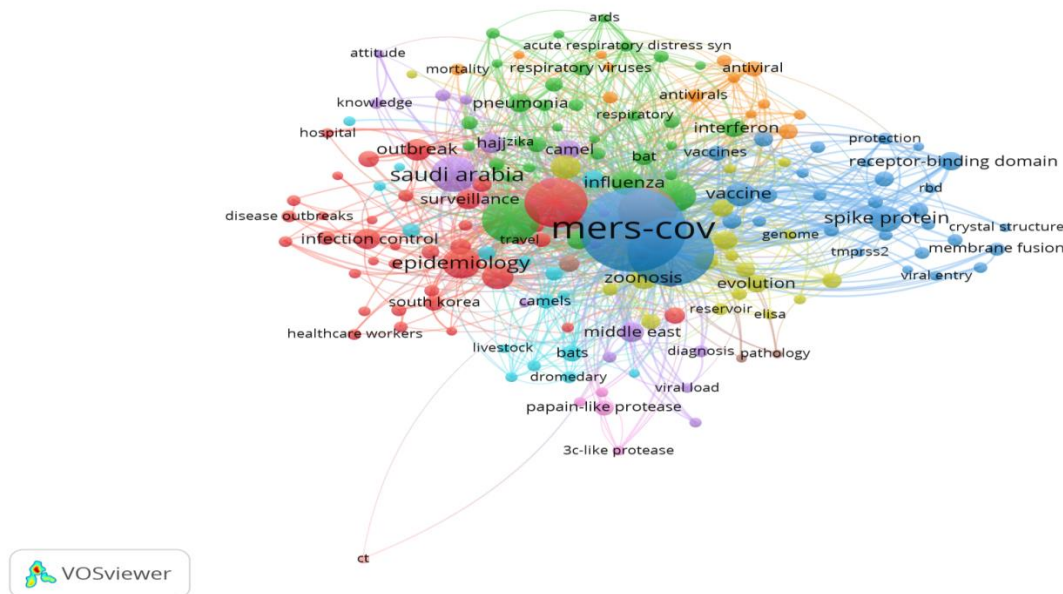 ards
acute respiratory distress syn
attitude
respiratory viruses
antiviral
mortality
antivirals
knowledge
pneumonia
respiratory
interferon
hospital
hajj
zika
camel
protection
outbreak
bat
vaccines
receptor-binding domain
saudi arabia
influenza
rbd
surveillance
vaccine
disease outbreaks
spike protein
mers-cov
crystal structure
infection control
travel
genome
tmprss2
membrane fusion
epidemiology
zoonosis
viral entry
evolution
south korea
camels
reservoir
elisa
healthcare workers
middle east
livestock
bats
diagnosis
pathology
dromedary
viral load
papain-like protease
3c-like protease
ct
VOSviewer